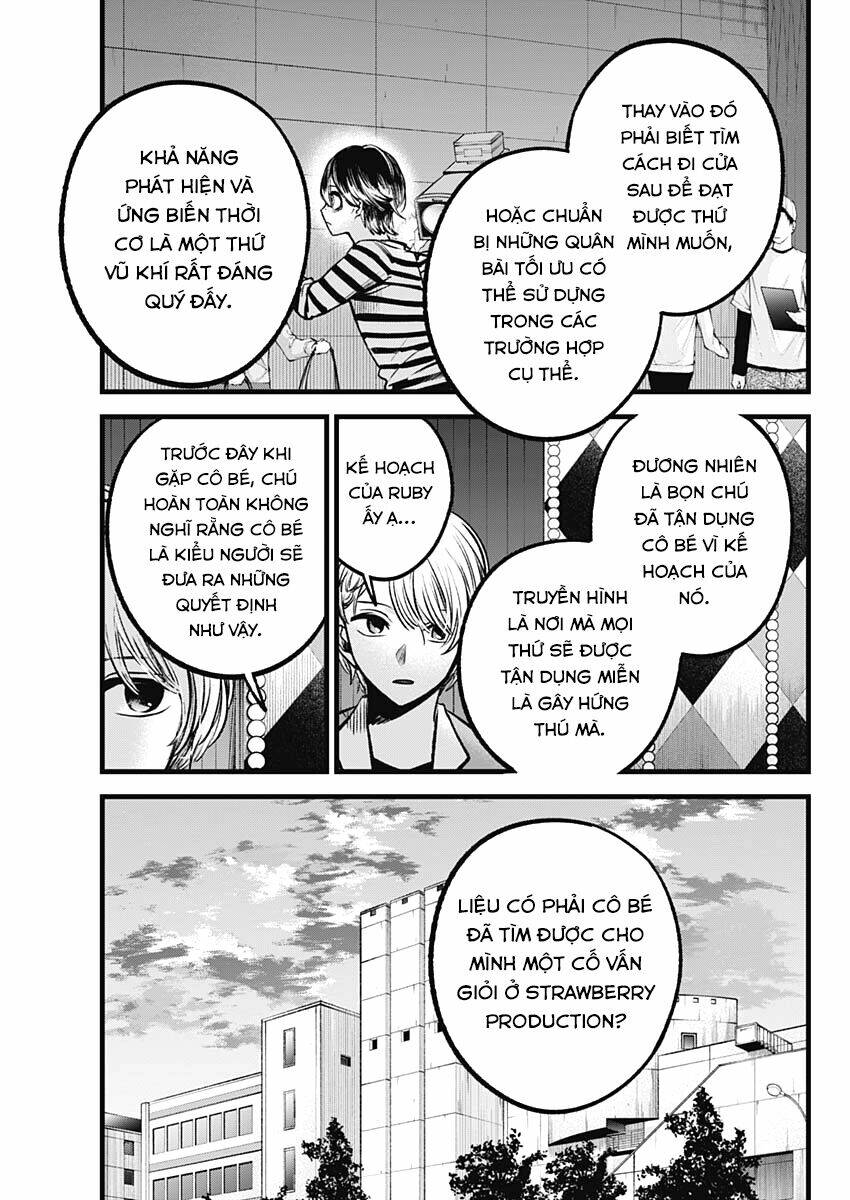 THAY VÀO ĐÓ
PHẢI BIẾT TÌM
CÁCH ĐI CỬA
SAU ĐỂ ĐẠT
ĐƯỢC THỨ
MÌNH MUỐN,
HOẶC CHUẨN
BỊ NHỮNG QUÂN
BÀI TỐI ƯU CÓ
THỂ SỬ DỤNG
TRONG CÁC
TRƯỜNG HỢP
CỤ THỂ.
KHẢ NĂNG
PHÁT HIỆN VÀ
ỨNG BIẾN THỜI
CƠ LÀ MỘT THỨ
VŨ KHÍ RẤT ĐÁNG
QUÝ ĐẤY.
ĐƯƠNG NHIÊN
LÀ BỌN CHÚ
ĐÃ TẬN DỤNG
CÔ BÉ VÌ KẾ
HOẠCH CỦA
NÓ.
TRUYỀN HÌNH
LÀ NƠI MÀ MỌI
THỨ SẼ ĐƯỢC
TẬN DỤNG MIỄN
LÀ GÂY HỨNG
THÚ MÀ.
KẾ HOẠCH
CỦA RUBY
ẤY Ạ...
TRƯỚC ĐÂY KHI
GẶP CÔ BÉ, CHÚ
HOÀN TOÀN KHÔNG
NGHĨ RẰNG CÔ BÉ
LÀ KIỂU NGƯỜI SẼ
ĐƯA RA NHỮNG
QUYẾT ĐỊNH
NHƯ VẬY.
LIỆU CÓ PHẢI CÔ BÉ
ĐÃ TÌM ĐƯỢC CHO
MÌNH MỘT CỐ VẤN
GIỎI Ở STRAWBERRY
PRODUCTION?